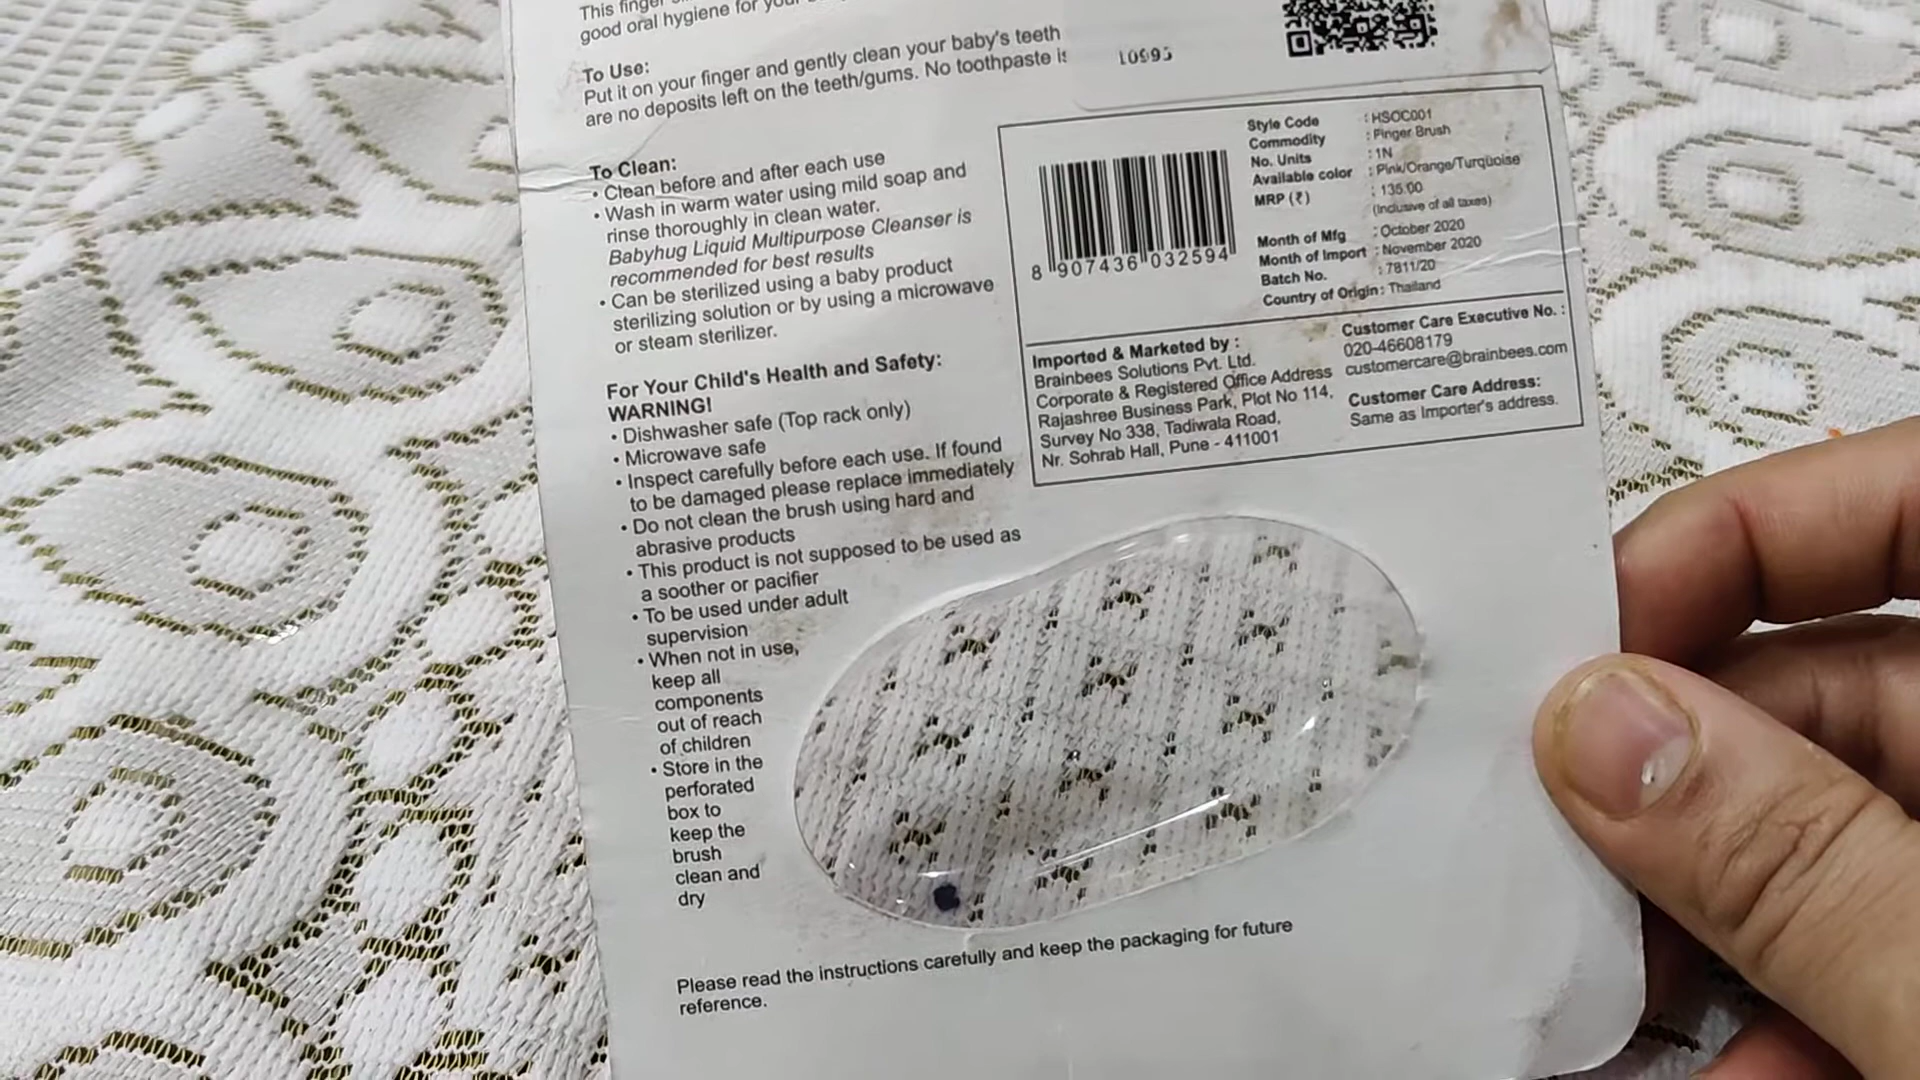 This finger
good oral hygiene for your
To Use:
Put it on your finger and gently clean your baby's teeth
are no deposits left on the teeth/gums. No toothpaste is
10995
To Clean:
• Clean before and after each use
• Wash in warm water using mild soap and
rinse thoroughly in clean water.
Babyhug Liquid Multipurpose Cleanser is
recommended for best results
• Can be sterilized using a baby product
sterilizing solution or by using a microwave
or steam sterilizer.
For Your Child's Health and Safety:
WARNING!
• Dishwasher safe (Top rack only)
• Microwave safe
• Inspect carefully before each use. If found
to be damaged please replace immediately
• Do not clean the brush using hard and
abrasive products
• This product is not supposed to be used as
a soother or pacifier
• To be used under adult
supervision
• When not in use,
keep all
components
out of reach
of children
• Store in the
perforated
box to
keep the
brush
clean and
dry
8 907436 032594
Style Code : HSOC001
Commodity : Finger Brush
No. Units : 1N
Available color : Pink/Orange/Turquoise
MRP (₹) : 135.00
(Inclusive of all taxes)
Month of Mfg : October 2020
Month of Import : November 2020
Batch No. : 7811/20
Country of Origin : Thailand
Imported & Marketed by :
Brainbees Solutions Pvt. Ltd.
Corporate & Registered Office Address
Rajashree Business Park, Plot No 114,
Survey No 338, Tadiwala Road,
Nr. Sohrab Hall, Pune - 411001
Customer Care Executive No. :
020-46608179
customercare@brainbees.com
Customer Care Address:
Same as Importer's address.
Please read the instructions carefully and keep the packaging for future
reference.